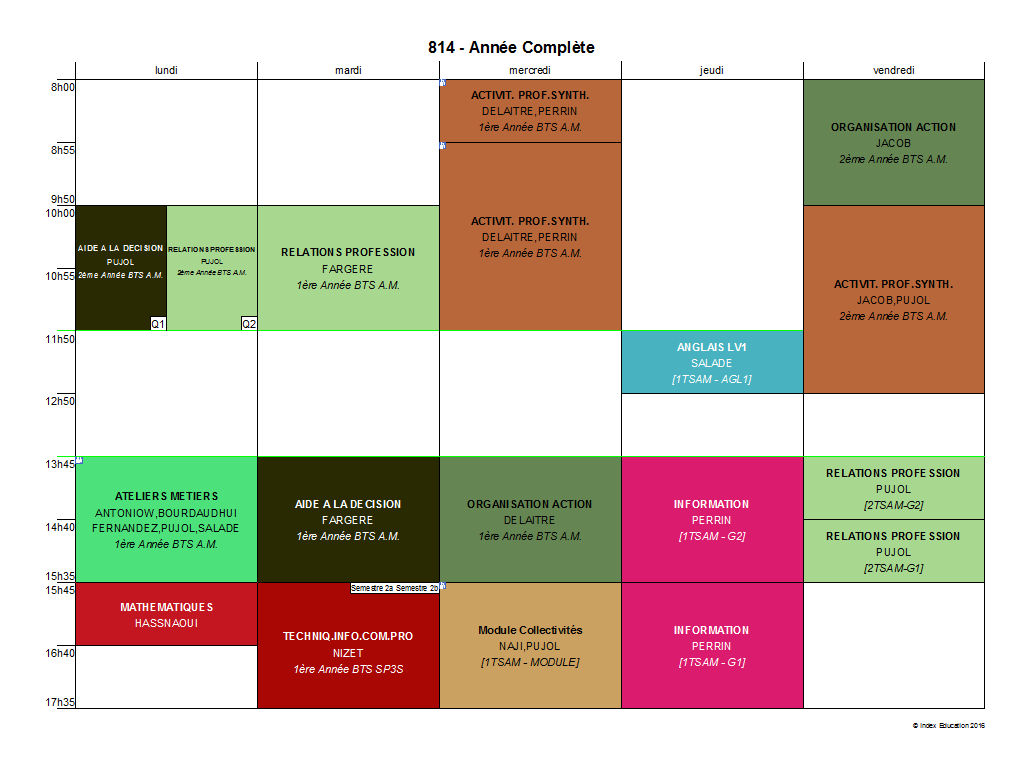 814 - Année Complète
lundi
mardi
mercredi
jeudi
vendredi
8h00
8h55
9h50
10h00
10h55
11h50
12h50
13h45
14h40
15h35
15h45
16h40
17h35
AIDE A LA DECISION
PUJOL
2ème Année BTS A.M.
Q1
RELATIONS PROFESSION
PUJOL
2ème Année BTS A.M.
Q2
ATELIERS METIERS
ANTONIOW,BOURDAUDHUI
FERNANDEZ,PUJOL,SALADE
1ère Année BTS A.M.
MATHEMATIQUES
HASSNAOUI
RELATIONS PROFESSION
FARGERE
1ère Année BTS A.M.
AIDE A LA DECISION
FARGERE
1ère Année BTS A.M.
Semestre 2a Semestre 2b
TECHNIQ.INFO.COM.PRO
NIZET
1ère Année BTS SP3S
ACTIVIT. PROF.SYNTH.
DELAITRE,PERRIN
1ère Année BTS A.M.
ACTIVIT. PROF.SYNTH.
DELAITRE,PERRIN
1ère Année BTS A.M.
ORGANISATION ACTION
DELAITRE
1ère Année BTS A.M.
Module Collectivités
NAJI,PUJOL
[1TSAM - MODULE]
ANGLAIS LV1
SALADE
[1TSAM - AGL1]
INFORMATION
PERRIN
[1TSAM - G2]
INFORMATION
PERRIN
[1TSAM - G1]
ORGANISATION ACTION
JACOB
2ème Année BTS A.M.
ACTIVIT. PROF.SYNTH.
JACOB,PUJOL
2ème Année BTS A.M.
RELATIONS PROFESSION
PUJOL
[2TSAM-G2]
RELATIONS PROFESSION
PUJOL
[2TSAM-G1]
© Index Education 2016